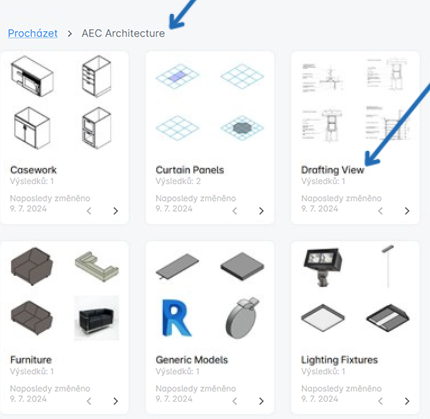 Procházet > AEC Architecture
Casework
Výsledků: 1
Naposledy změněno
9. 7. 2024
Curtain Panels
Výsledků: 2
Naposledy změněno
9. 7. 2024
Drafting View
Výsledků: 1
Naposledy změněno
9. 7. 2024
Furniture
Výsledků: 1
Naposledy změněno
9. 7. 2024
Generic Models
Výsledků: 1
Naposledy změněno
9. 7. 2024
Lighting Fixtures
Výsledků: 1
Naposledy změněno
9. 7. 2024